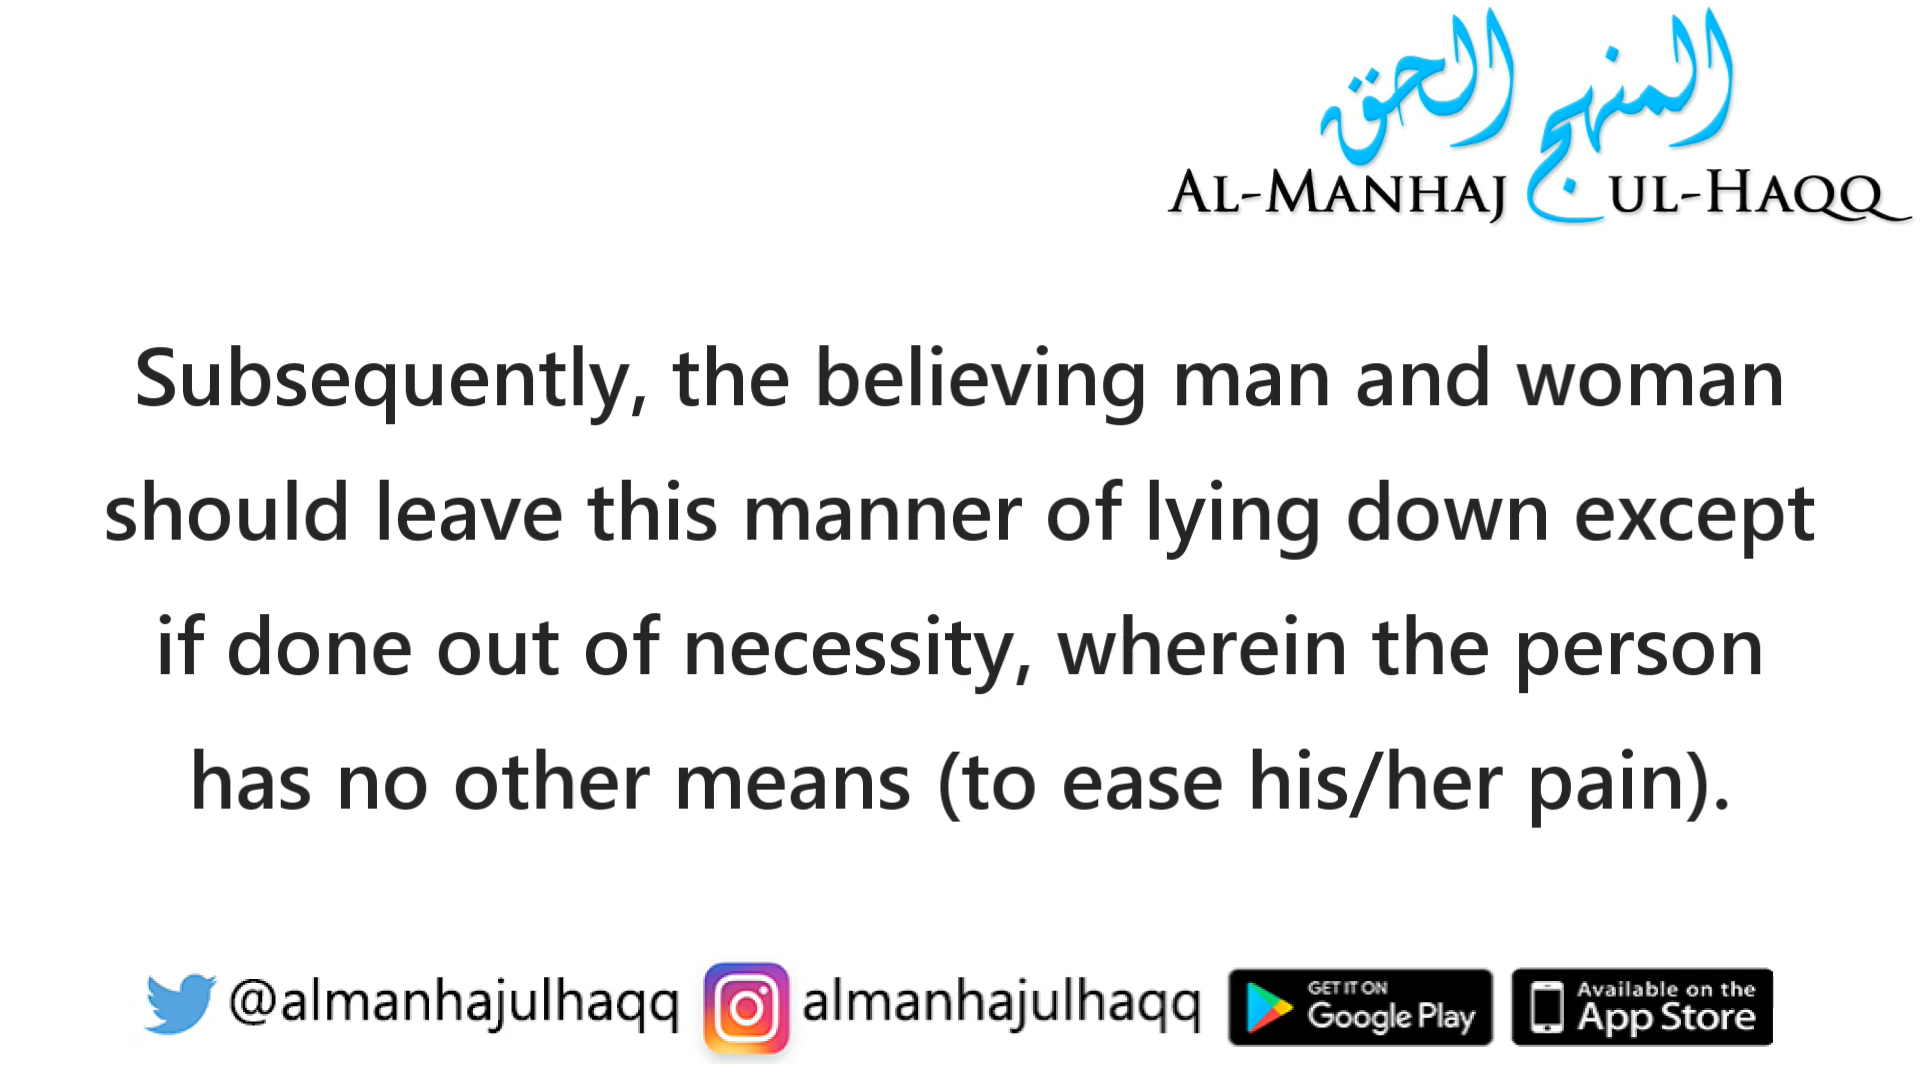 المنهج الحق
AL-MANHAJ UL-HAQQ
Subsequently, the believing man and woman
should leave this manner of lying down except
if done out of necessity, wherein the person
has no other means (to ease his/her pain).
@almanhajulhaqq almanhajulhaqq GET IT ON Google Play Available on the App Store